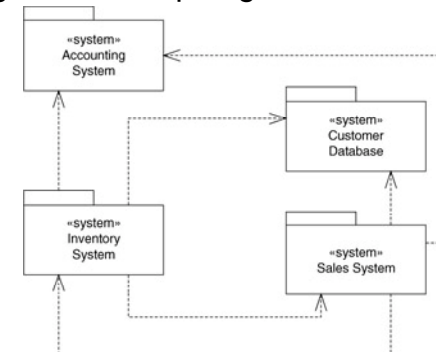 «system»
Accounting
System
«system»
Customer
Database
«system»
Inventory
System
«system»
Sales System